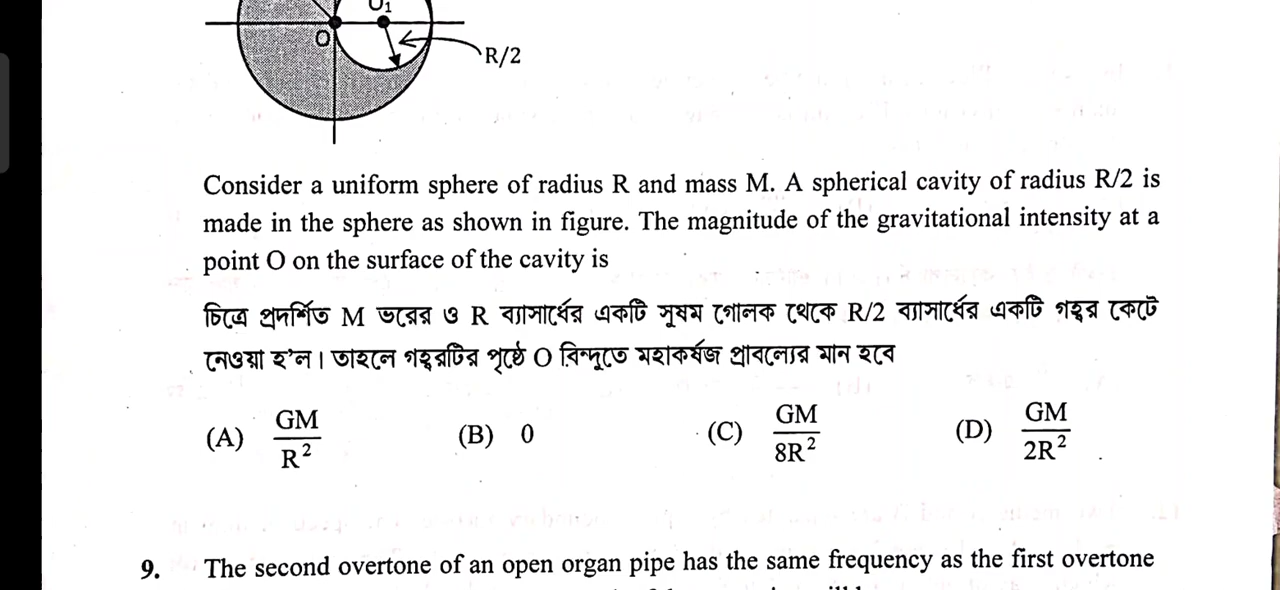 O₁
O
R/2
Consider a uniform sphere of radius R and mass M. A spherical cavity of radius R/2 is
made in the sphere as shown in figure. The magnitude of the gravitational intensity at a
point O on the surface of the cavity is
চিত্রে প্রদর্শিত M ভরের ও R ব্যাসার্ধের একটি সুষম গোলক থেকে R/2 ব্যাসার্ধের একটি গহ্বর কেটে
নেওয়া হ'ল। তাহলে গহ্বরটির পৃষ্ঠে O বিন্দুতে মহাকর্ষজ প্রাবল্যের মান হবে
(A) GM/R² (B) 0 (C) GM/8R² (D) GM/2R²
9. The second overtone of an open organ pipe has the same frequency as the first overtone